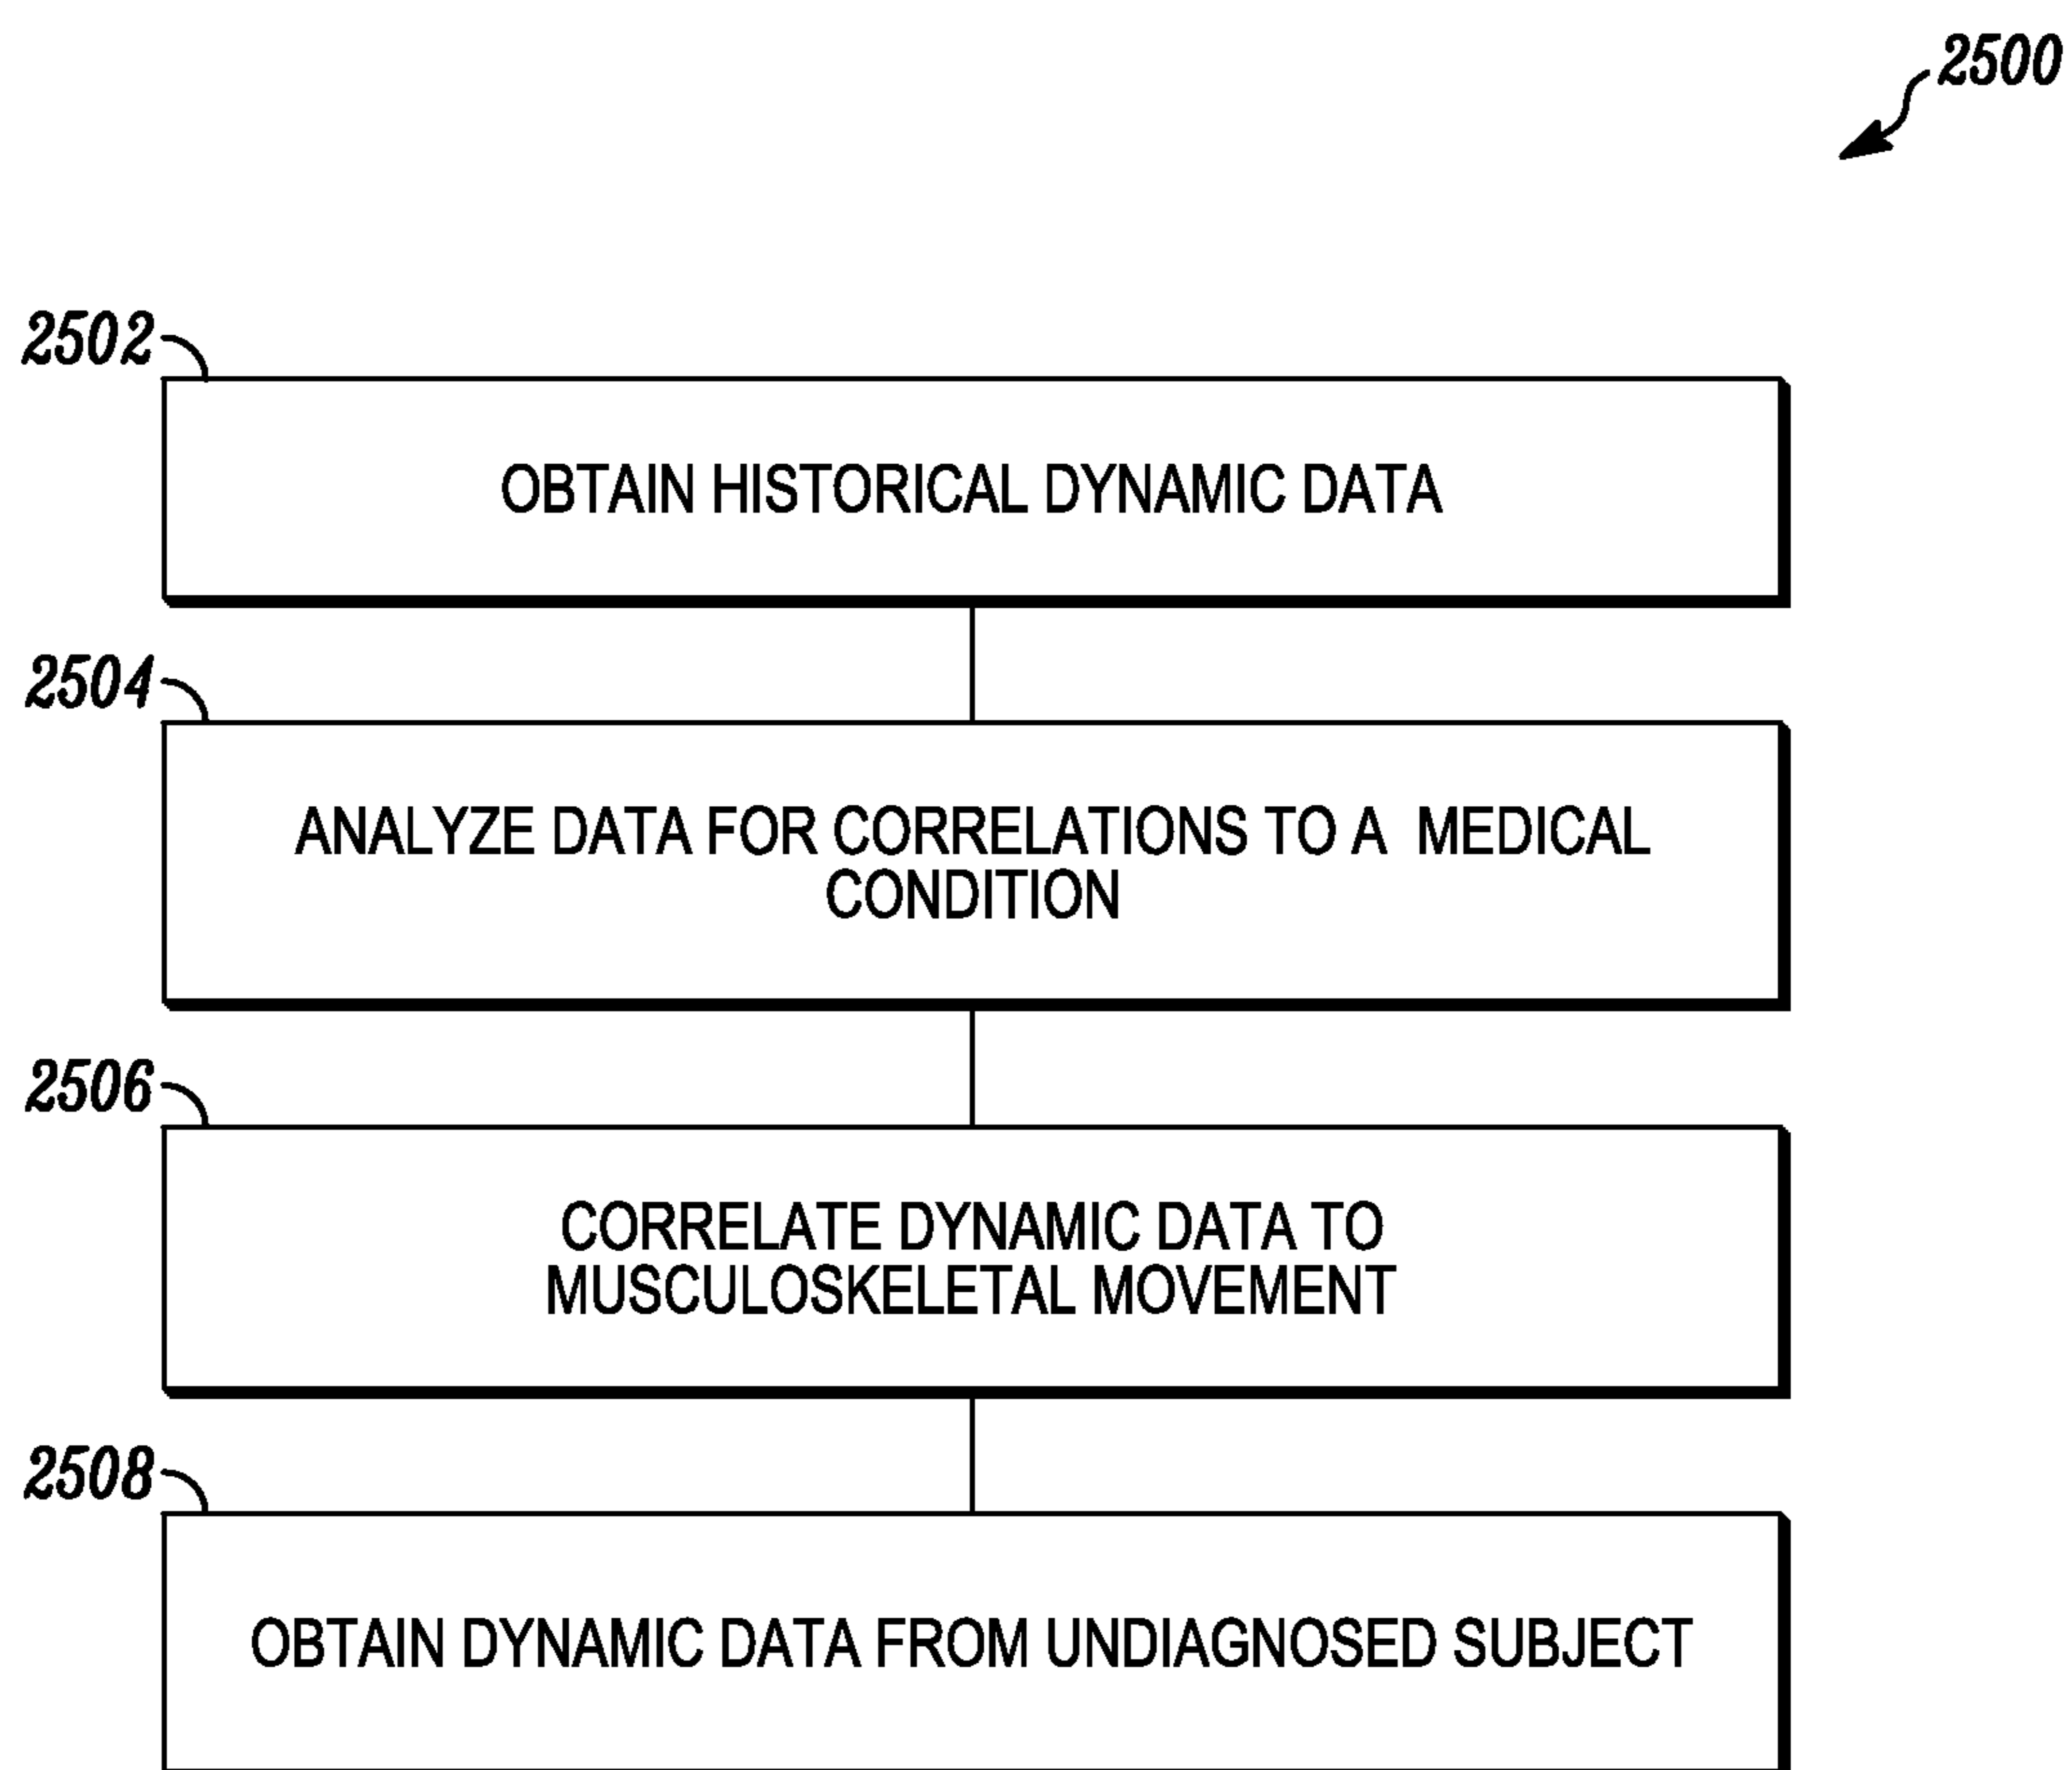 2500
2502
OBTAIN HISTORICAL DYNAMIC DATA
2504
ANALYZE DATA FOR CORRELATIONS TO A MEDICAL
CONDITION
2506
CORRELATE DYNAMIC DATA TO
MUSCULOSKELETAL MOVEMENT
2508
OBTAIN DYNAMIC DATA FROM UNDIAGNOSED SUBJECT